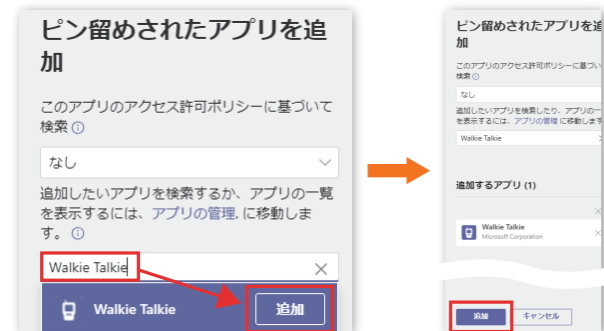 ピン留めされたアプリを追
加
このアプリのアクセス許可ポリシーに基づいて
検索
なし
追加したいアプリを検索するか、アプリの一覧
を表示するには、アプリの管理, に移動しま
す。
Walkie Talkie
Walkie Talkie
追加
ピン留めされたアプリを追
加
このアプリのアクセス許可ポリシーに基づい
検索
なし
追加したいアプリを検索したり、アプリの一
を表示するには、アプリの管理 に移動します
Walkie Talkie
追加するアプリ (1)
Walkie Talkie
Microsoft Corporation
追加
キャンセル